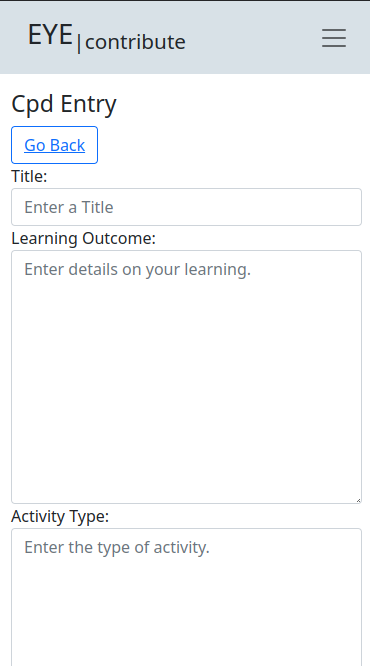 EYE|contribute
Cpd Entry
Go Back
Title:
Enter a Title
Learning Outcome:
Enter details on your learning.
Activity Type:
Enter the type of activity.